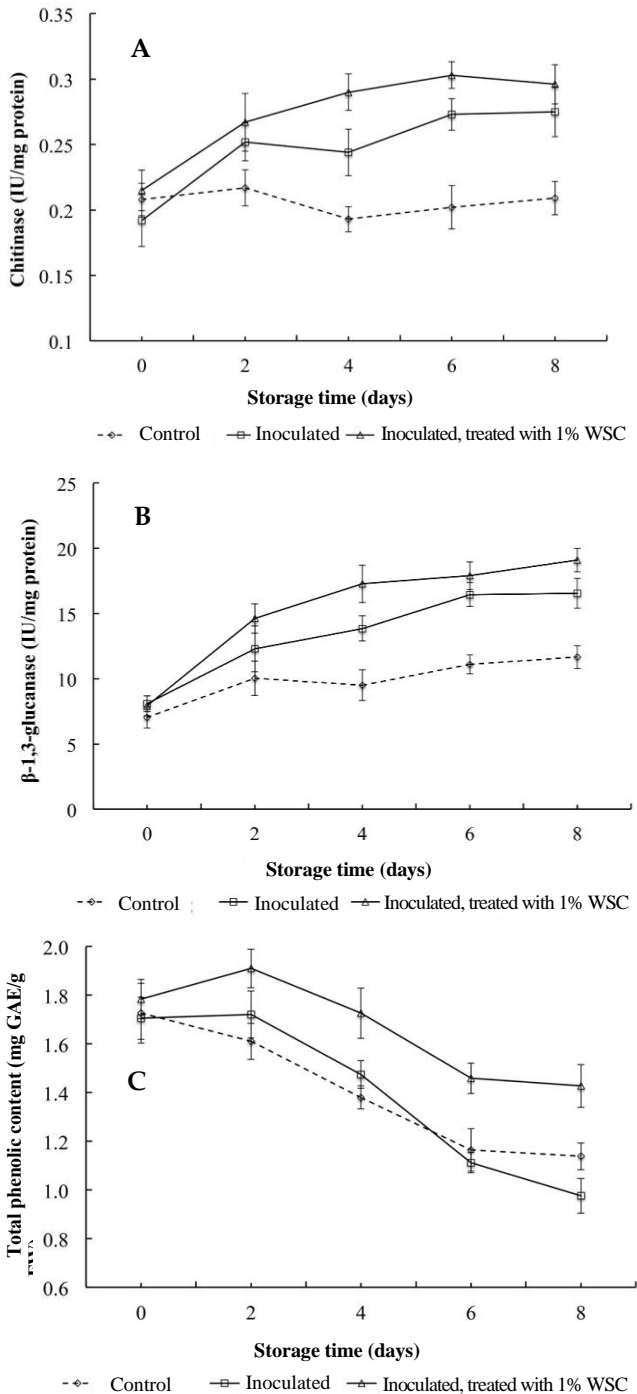 A
Chitinase (IU/mg protein)
0.35
0.3
0.25
0.2
0.15
0.1
0 2 4 6 8
Storage time (days)
Control Inoculated Inoculated, treated with 1% WSC
B
β-1,3-glucanase (IU/mg protein)
25
20
15
10
5
0
0 2 4 6 8
Storage time (days)
Control Inoculated Inoculated, treated with 1% WSC
C
Total phenolic content (mg GAE/g
2.0
1.8
1.6
1.4
1.2
1.0
0.8
0.6
0 2 4 6 8
Storage time (days)
Control Inoculated Inoculated, treated with 1% WSC